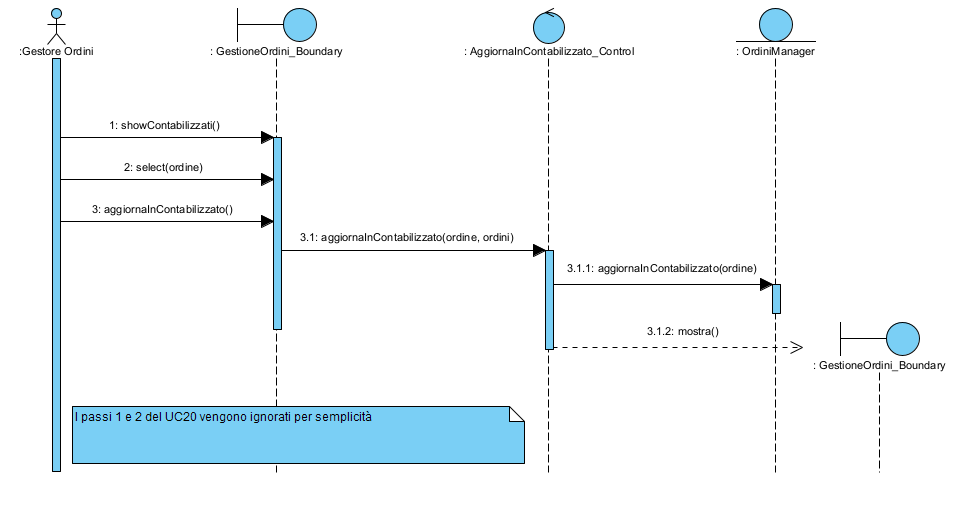 :Gestore Ordini
: GestioneOrdini_Boundary
: AggiornaInContabilizzato_Control
: OrdiniManager
1: showContabilizzati()
2: select(ordine)
3: aggiornaInContabilizzato()
3.1: aggiornaInContabilizzato(ordine, ordini)
3.1.1: aggiornaInContabilizzato(ordine)
3.1.2: mostra()
: GestioneOrdini_Boundary
I passi 1 e 2 del UC20 vengono ignorati per semplicità